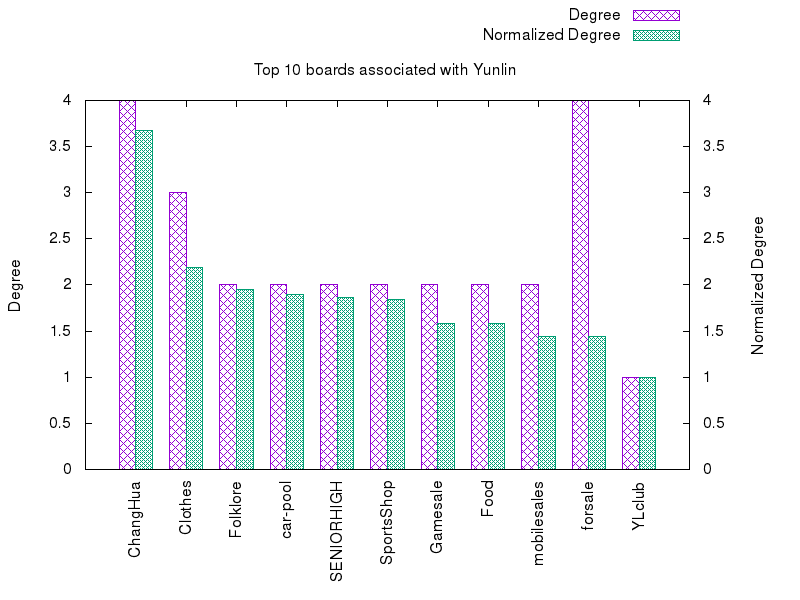 Degree
Normalized Degree
Top 10 boards associated with Yunlin
4
3.5
3
2.5
2
1.5
1
0.5
0
4
3.5
3
2.5
2
1.5
1
0.5
0
Degree
Normalized Degree
ChangHua
Clothes
Folklore
car-pool
SENIORHIGH
SportsShop
Gamesale
Food
mobilesales
forsale
YLclub